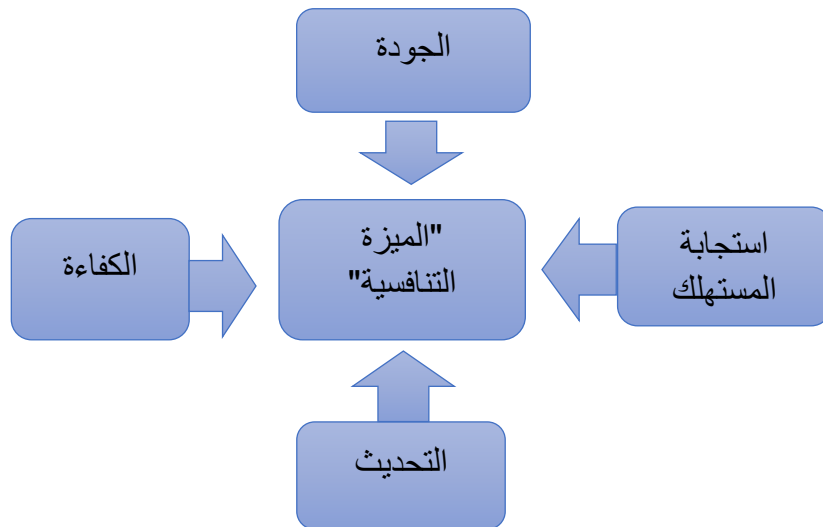 الجودة
"الميزة
التنافسية"
استجابة
المستهلك
الكفاءة
التحديث